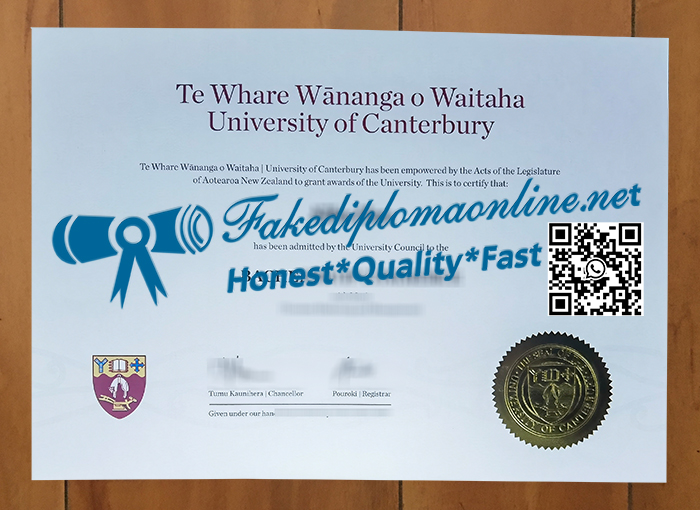 Te Whare Wānanga o Waitaha
University of Canterbury
Te Whare Wānanga o Waitaha | University of Canterbury has been empowered by the Acts of the Legislature
of Aotearoa New Zealand to grant awards of the University. This is to certify that:
Fakediplomaonline.net
has been admitted by the University Council to the
Honest*Quality*Fast
Tumu Kaunihera | Chancellor
Pouroki | Registrar
Given under our han